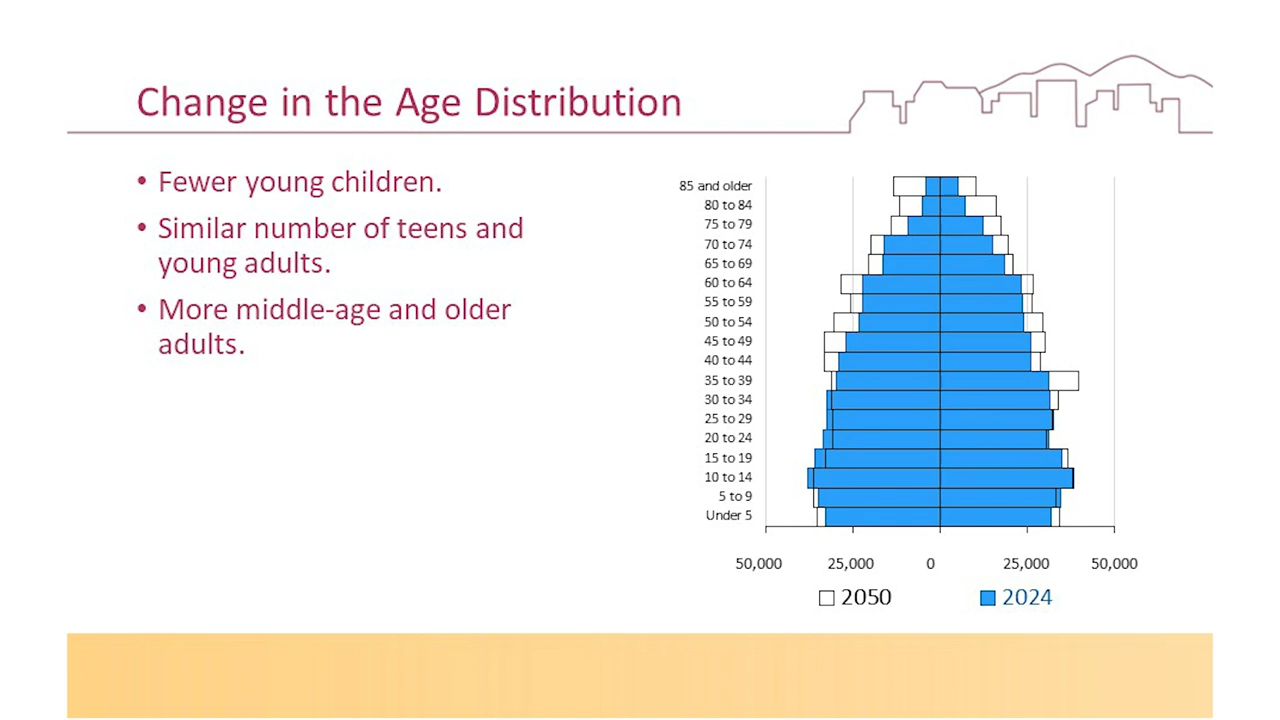 Change in the Age Distribution
• Fewer young children.
• Similar number of teens and
young adults.
• More middle-age and older
adults.
85 and older
80 to 84
75 to 79
70 to 74
65 to 69
60 to 64
55 to 59
50 to 54
45 to 49
40 to 44
35 to 39
30 to 34
25 to 29
20 to 24
15 to 19
10 to 14
5 to 9
Under 5
50,000 25,000 0 25,000 50,000
2050 2024